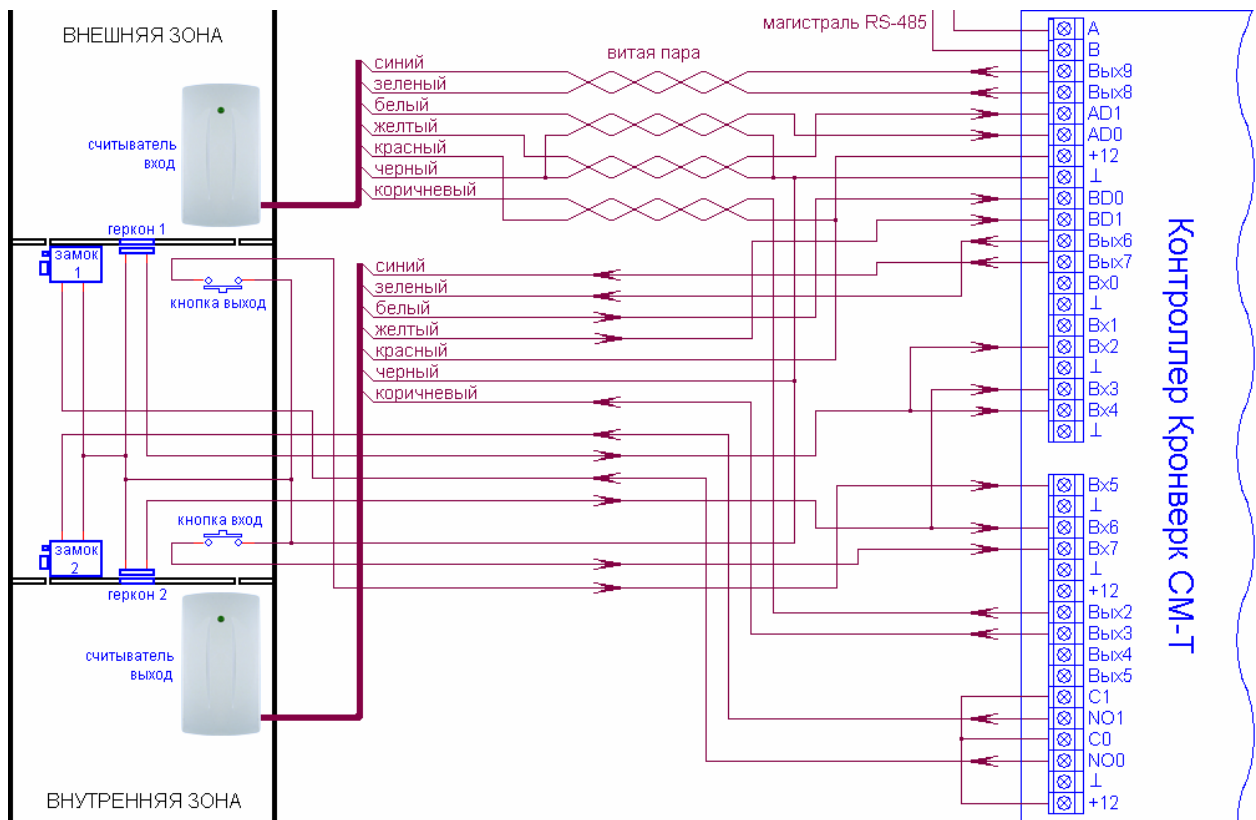 ВНЕШНЯЯ ЗОНА
магистраль RS-485
витая пара
синий
зеленый
белый
желтый
красный
черный
коричневый
считыватель
вход
геркон 1
замок
1
кнопка выход
синий
зеленый
белый
желтый
красный
черный
коричневый
кнопка вход
замок
2
геркон 2
считыватель
выход
ВНУТРЕННЯЯ ЗОНА
A
B
Вых9
Вых8
AD1
AD0
+12
⊥
BD0
BD1
Вых6
Вых7
Вх0
⊥
Вх1
Вх2
⊥
Вх3
Вх4
⊥
Вх5
⊥
Вх6
Вх7
⊥
+12
Вых2
Вых3
Вых4
Вых5
C1
NO1
C0
NO0
⊥
+12
Контроллер Кронверк СМ-Т